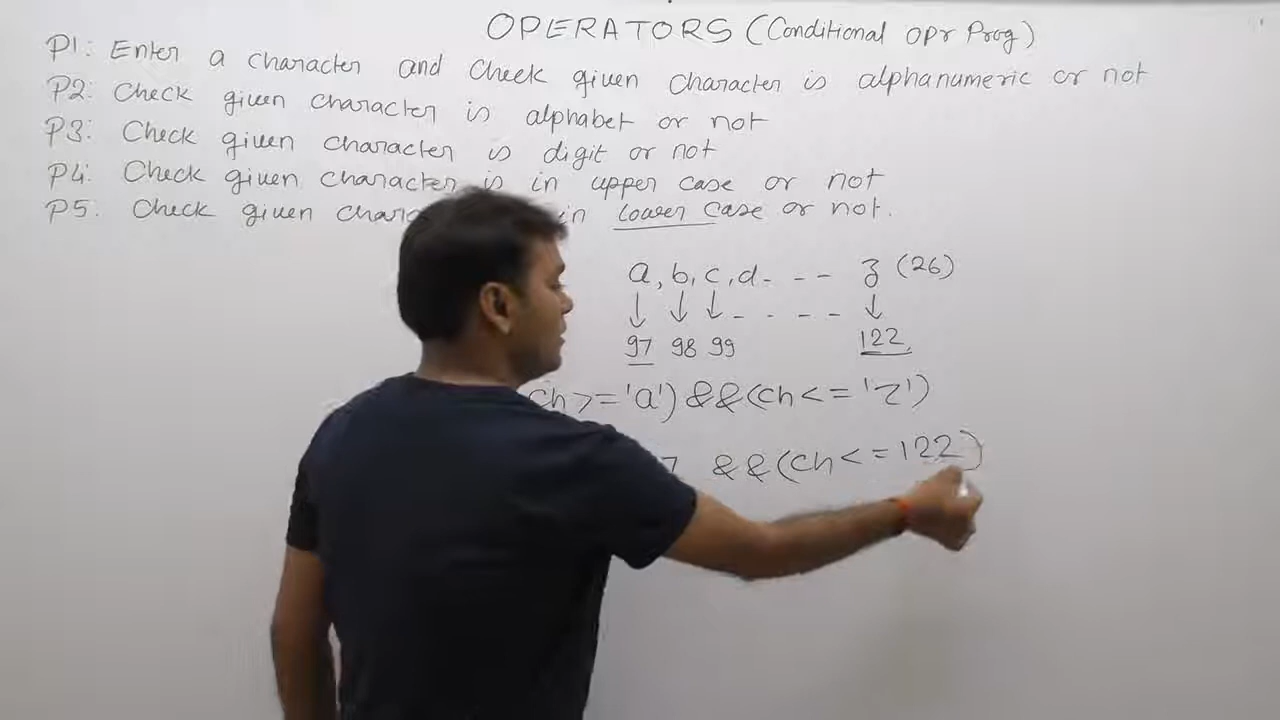 OPERATORS (Conditional opr Prog)
P1: Enter a character and check given character is alphanumeric or not
P2: Check given character is alphabet or not
P3: Check given character is digit or not
P4: Check given character is in upper case or not
P5: Check given in lower case or not.
a, b, c, d - - - z (26)
↓ ↓ ↓ - - - - - ↓
97 98 99 122
ch >= 'a') && (ch <= 'z')
7 && (ch <= 122)